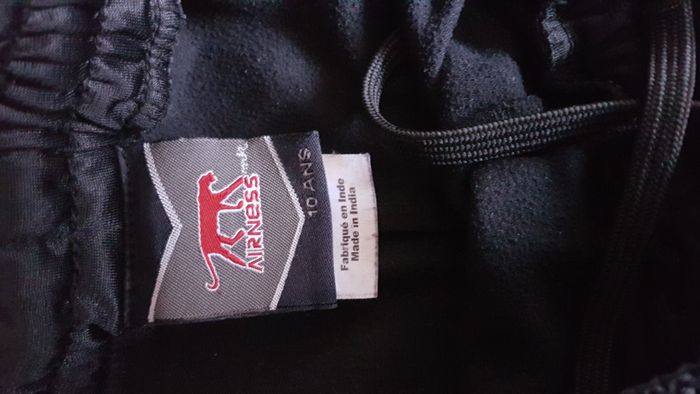 AIRNESS
10 ANS
Fabriqué en Inde
Made in India